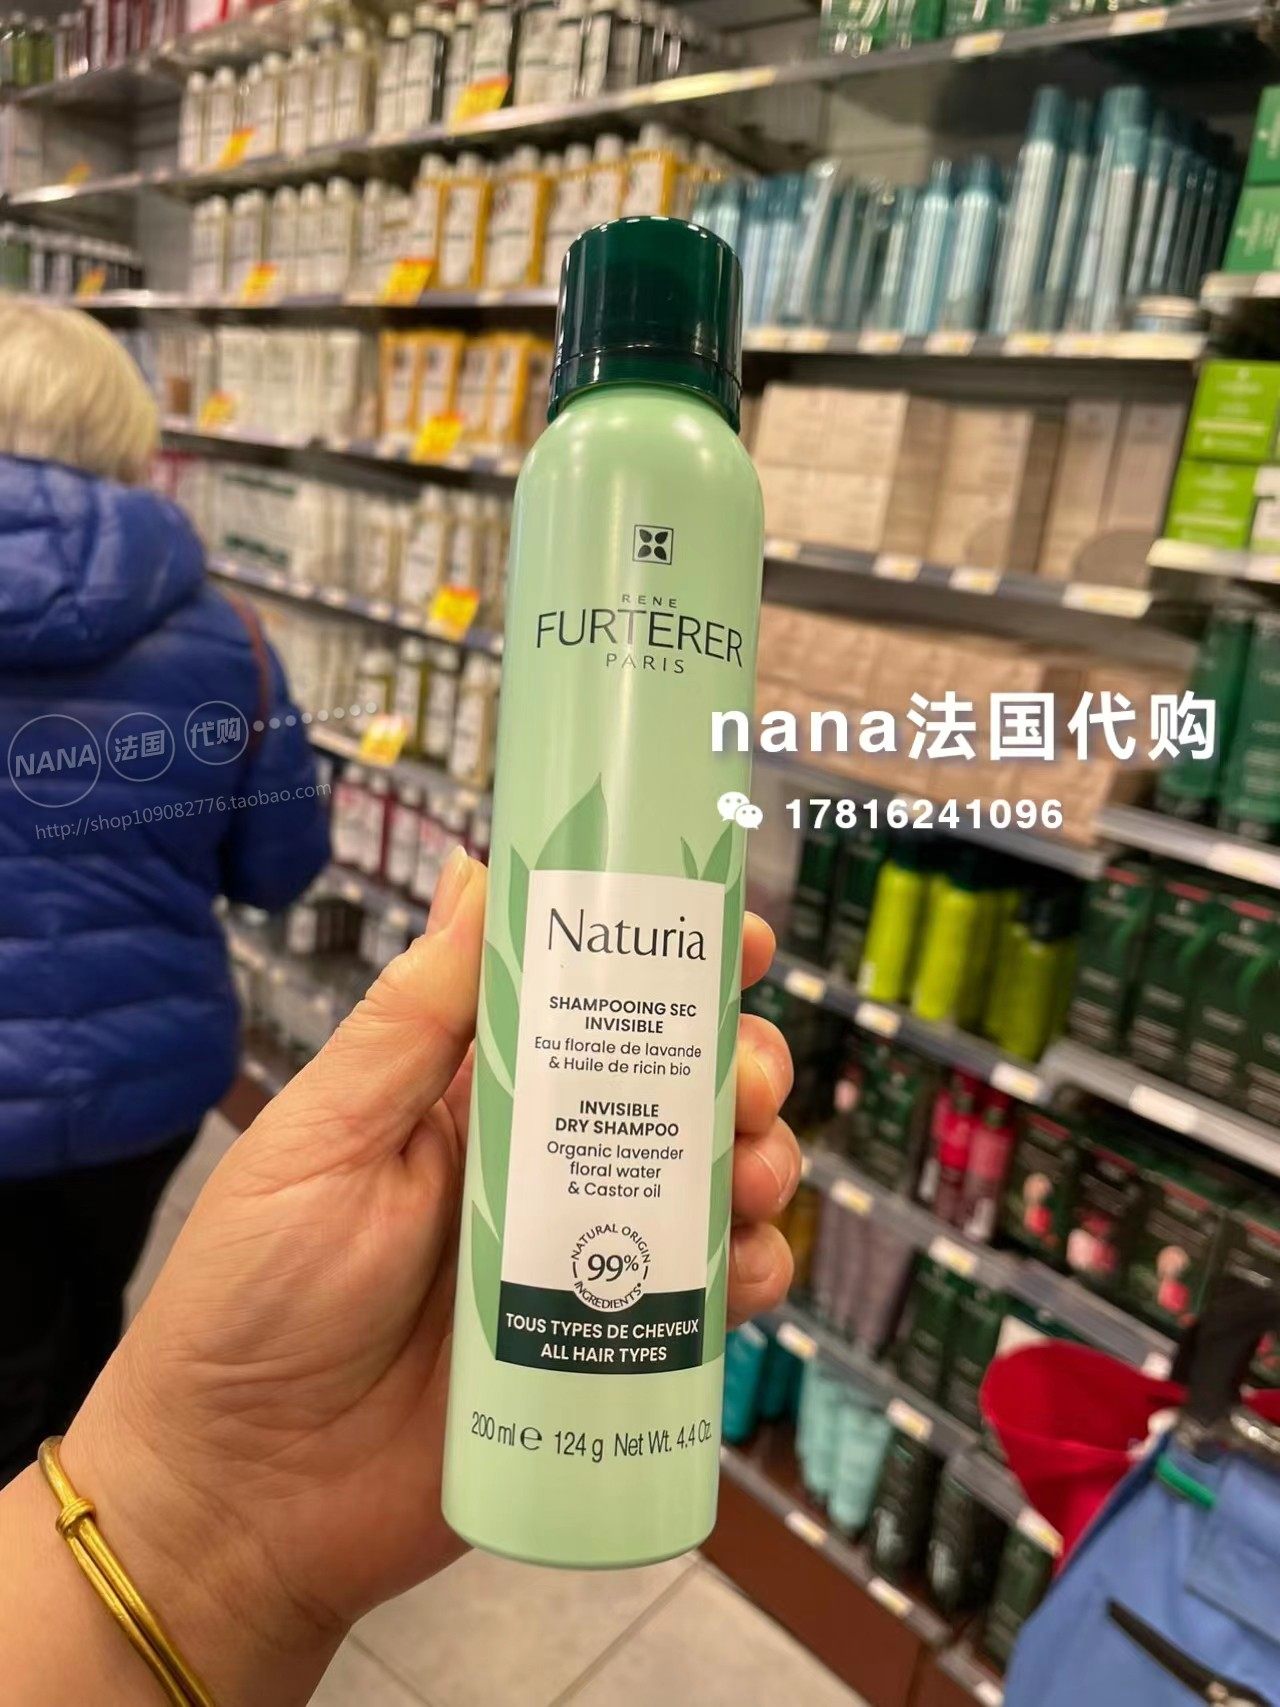 RENE
FURTERER
PARIS
nana法国代购
17816241096
NANA 法国 代购
http://shop109082776.taobao.com
Naturia
SHAMPOOING SEC
INVISIBLE
Eau florale de lavande
& Huile de ricin bio
INVISIBLE
DRY SHAMPOO
Organic lavender
floral water
& Castor oil
NATURAL ORIGIN
99%
INGREDIENTS*
TOUS TYPES DE CHEVEUX
ALL HAIR TYPES
200 ml e 124 g Net Wt. 4.4 Oz.